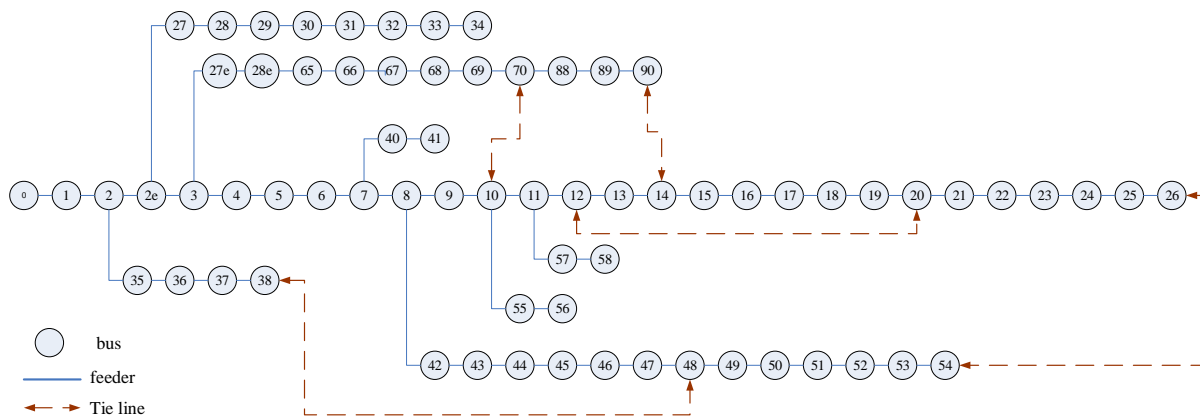 27 28 29 30 31 32 33 34
27e 28e 65 66 67 68 69 70 88 89 90
40 41
0 1 2 2e 3 4 5 6 7 8 9 10 11 12 13 14 15 16 17 18 19 20 21 22 23 24 25 26
57 58
35 36 37 38
55 56
bus
42 43 44 45 46 47 48 49 50 51 52 53 54
feeder
Tie line